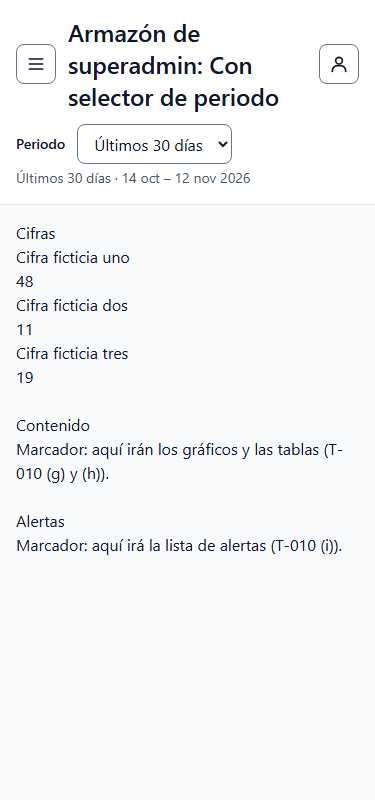 Armazón de
superadmin: Con
selector de periodo
Periodo
Últimos 30 días
Últimos 30 días · 14 oct – 12 nov 2026
Cifras
Cifra ficticia uno
48
Cifra ficticia dos
11
Cifra ficticia tres
19
Contenido
Marcador: aquí irán los gráficos y las tablas (T-
010 (g) y (h)).
Alertas
Marcador: aquí irá la lista de alertas (T-010 (i)).